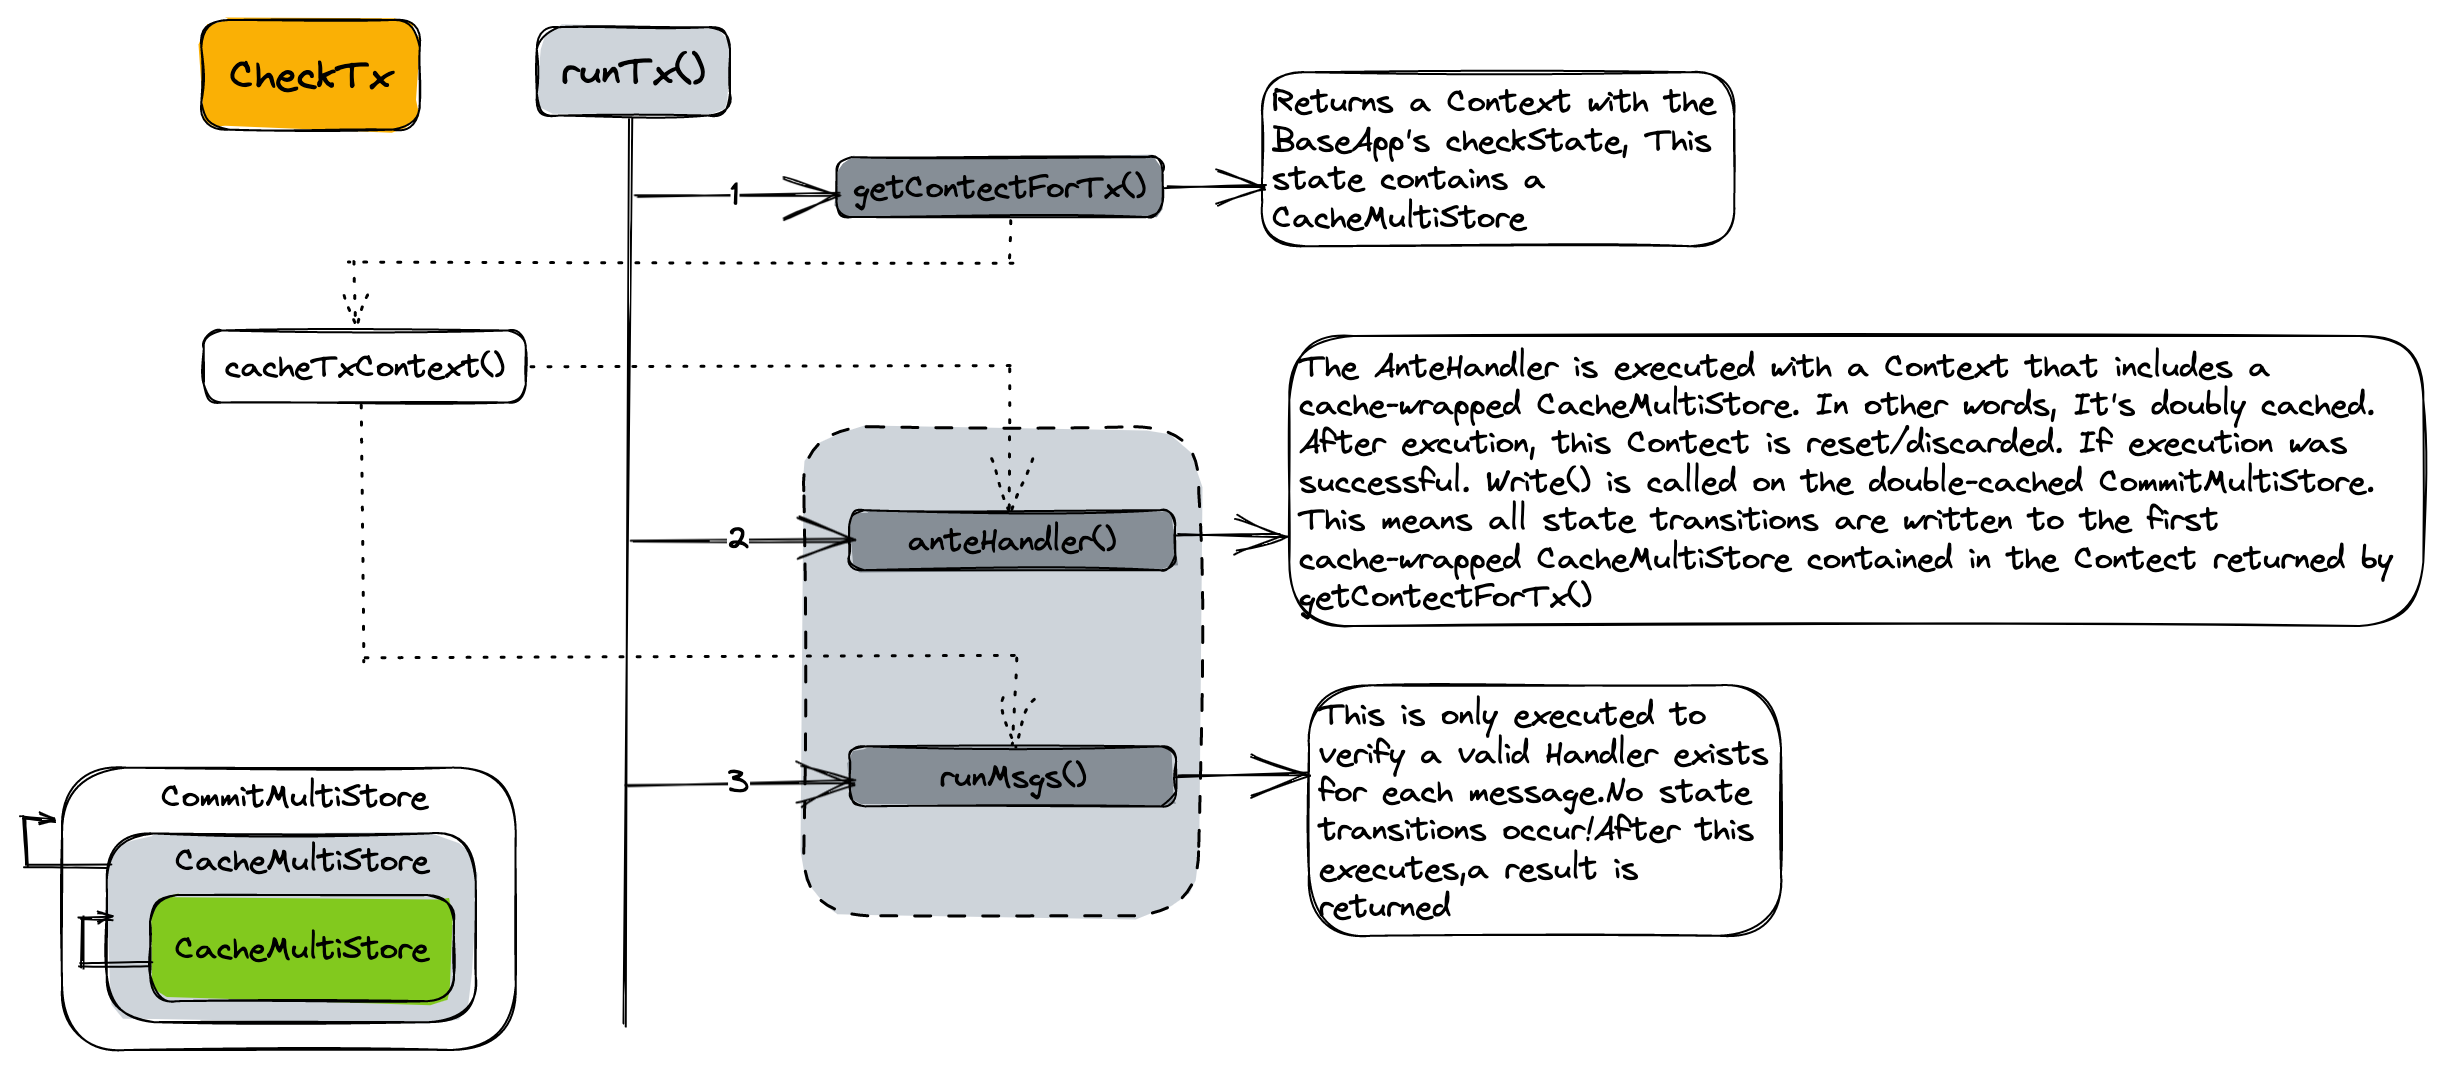 CheckTx
runTx()
Returns a Context with the
BaseApp's checkState, This
state contains a
CacheMultiStore
1
getContectForTx()
cacheTxContext()
The AnteHandler is executed with a Context that includes a
cache-wrapped CacheMultiStore. In other words, It's doubly cached.
After excution, this Contect is reset/discarded. If execution was
successful. Write() is called on the double-cached CommitMultiStore.
This means all state transitions are written to the first
cache-wrapped CacheMultiStore contained in the Contect returned by
getContectForTx()
2
anteHandler()
3
runMsgs()
This is only executed to
verify a valid Handler exists
for each message.No state
transitions occur!After this
executes,a result is
returned
CommitMultiStore
CacheMultiStore
CacheMultiStore